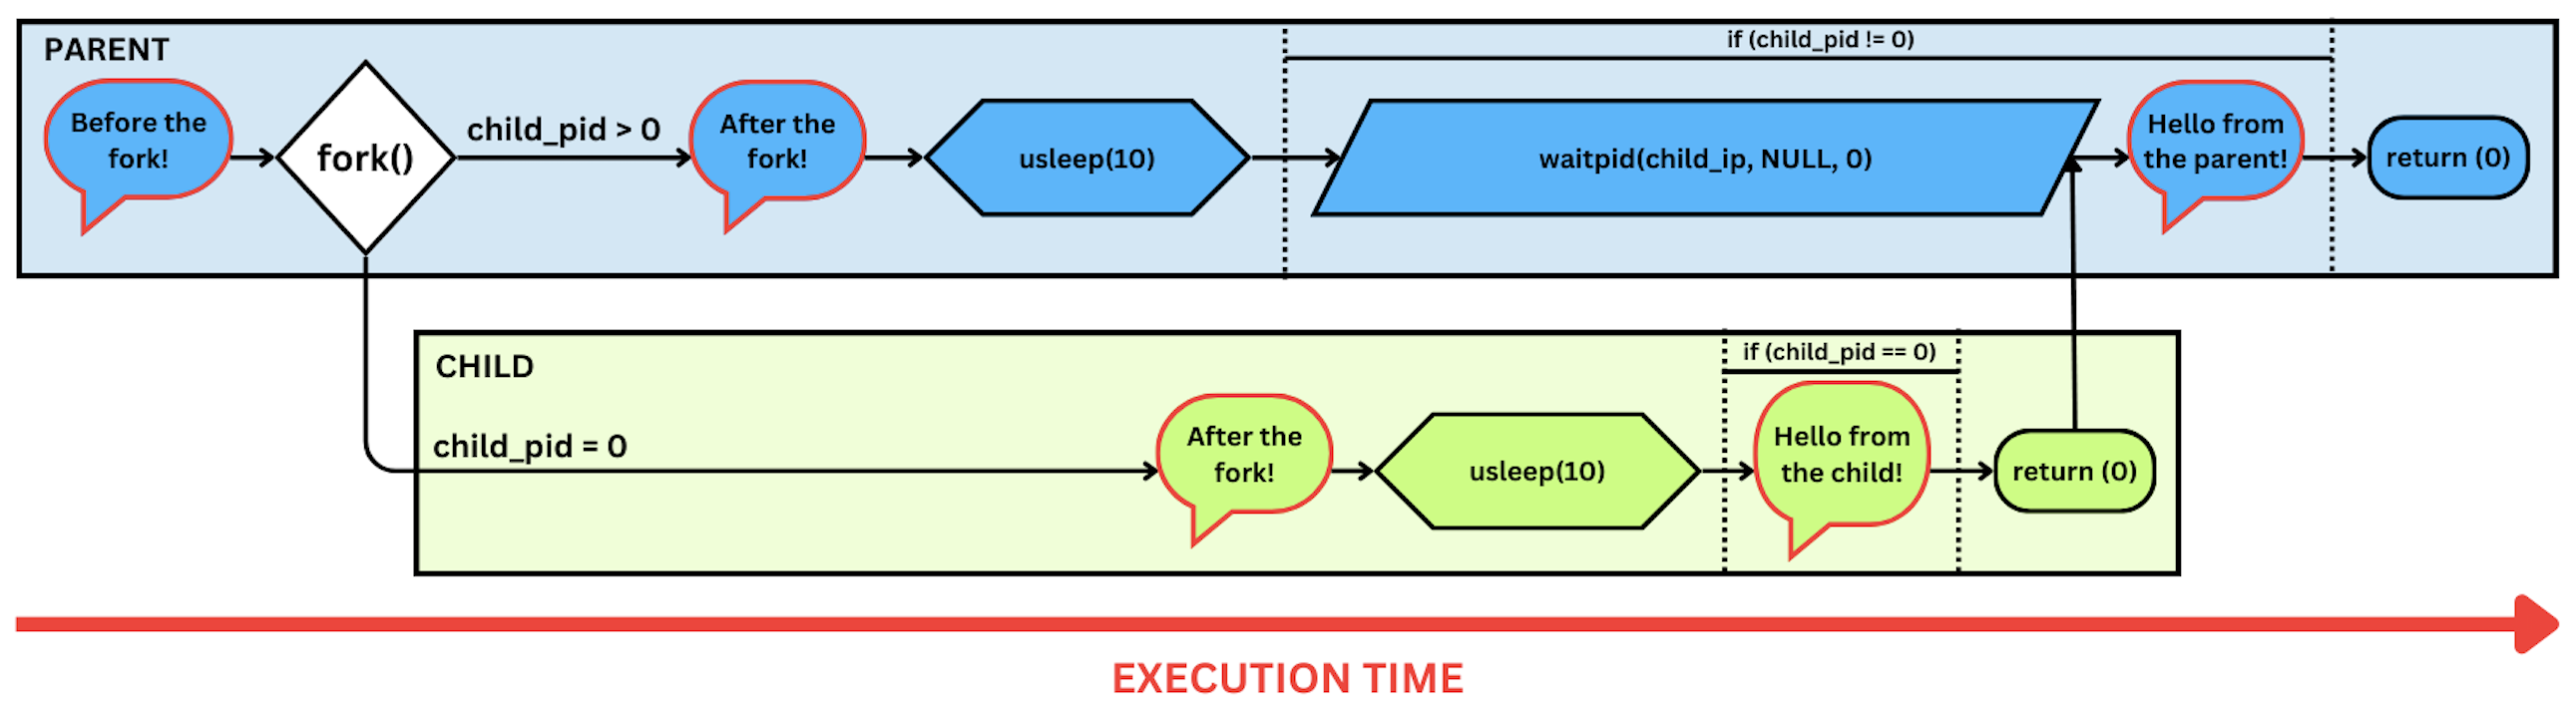 PARENT
if (child_pid != 0)
Before the
fork!
fork()
child_pid > 0
After the
fork!
usleep(10)
waitpid(child_ip, NULL, 0)
Hello from
the parent!
return (0)
CHILD
if (child_pid == 0)
child_pid = 0
After the
fork!
usleep(10)
Hello from
the child!
return (0)
EXECUTION TIME